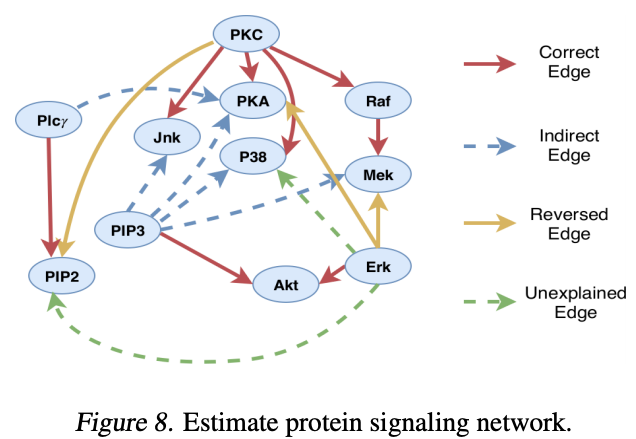 PKC
Correct
Edge
PKA
Raf
Plcγ
Jnk
Indirect
Edge
P38
Mek
PIP3
Reversed
Edge
PIP2
Akt
Erk
Unexplained
Edge
Figure 8. Estimate protein signaling network.